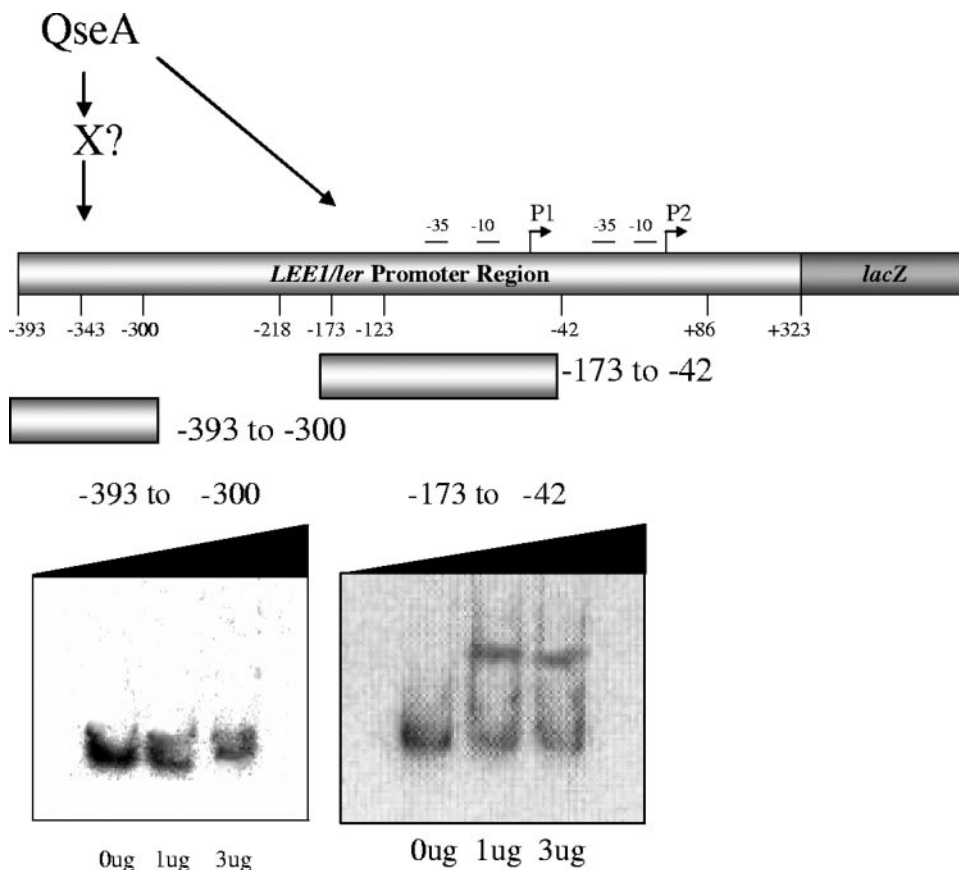 QseA
X?
-35 -10 P1 -35 -10 P2
LEE1/ler Promoter Region lacZ
-393 -343 -300 -218 -173 -123 -42 +86 +323
-173 to -42
-393 to -300
-393 to -300 -173 to -42
0ug 1ug 3ug 0ug 1ug 3ug